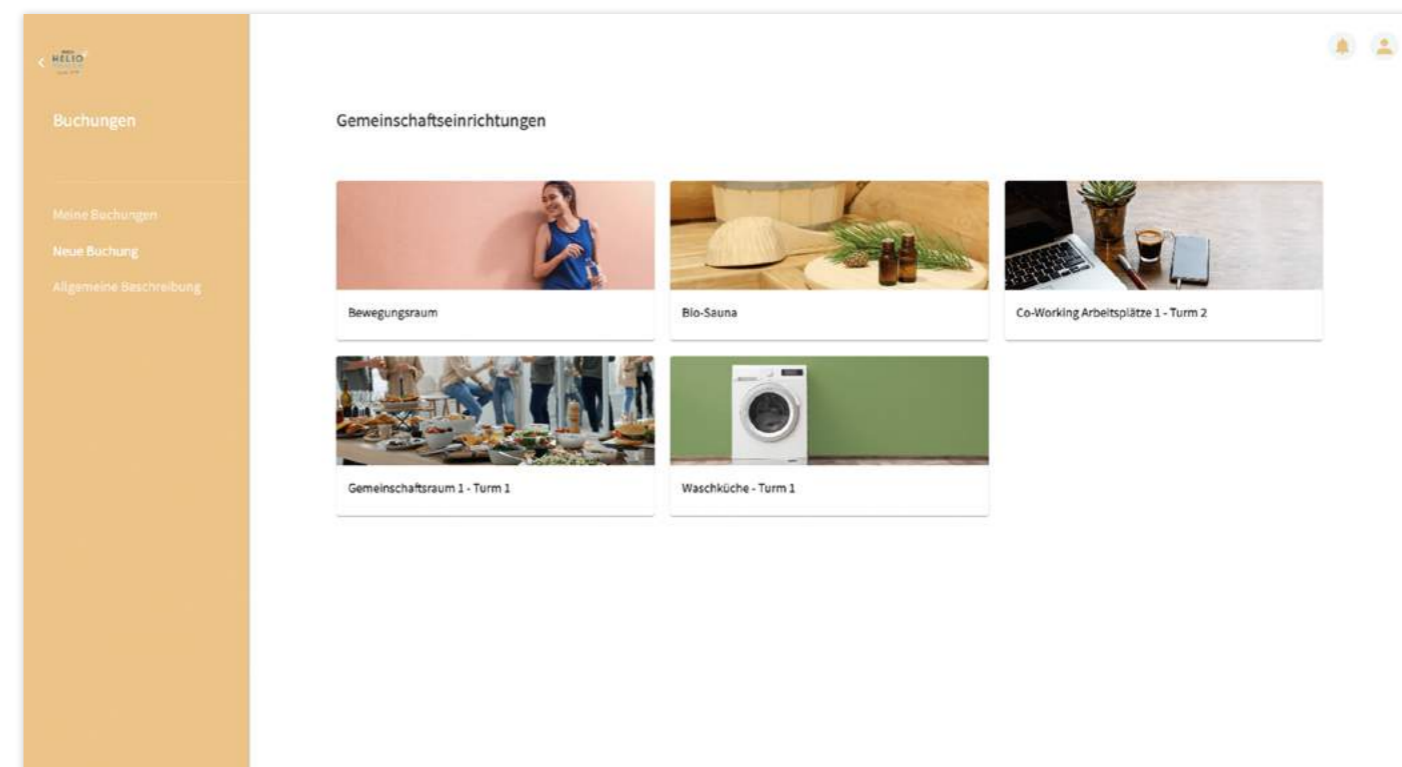 HELIO
Buchungen
Meine Buchungen
Neue Buchung
Allgemeine Beschreibung
Gemeinschaftseinrichtungen
Bewegungsraum
Bio-Sauna
Co-Working Arbeitsplätze 1 - Turm 2
Gemeinschaftsraum 1 - Turm 1
Waschküche - Turm 1